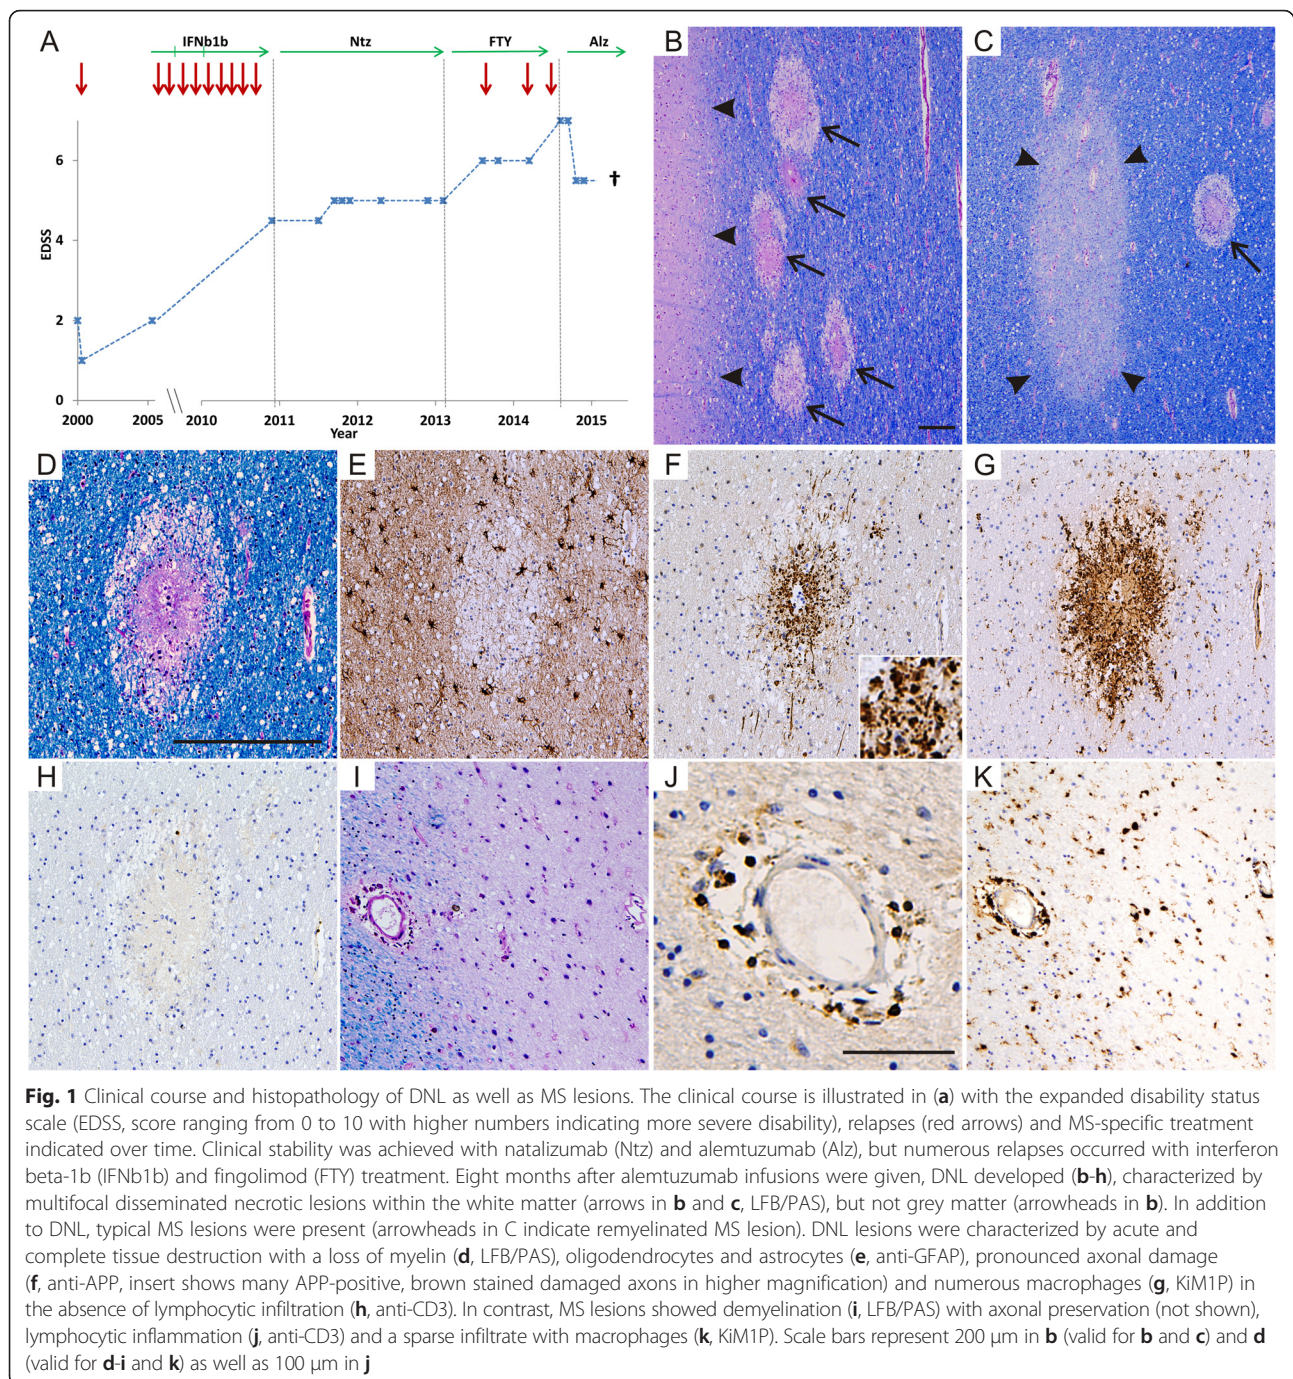 A
IFNb1b
Ntz
FTY
Alz
6
4
2
0
EDSS
†
2000
2005
2010
2011
2012
2013
2014
2015
Year
B
C
D
E
F
G
H
I
J
K
Fig. 1 Clinical course and histopathology of DNL as well as MS lesions. The clinical course is illustrated in (a) with the expanded disability status
scale (EDSS, score ranging from 0 to 10 with higher numbers indicating more severe disability), relapses (red arrows) and MS-specific treatment
indicated over time. Clinical stability was achieved with natalizumab (Ntz) and alemtuzumab (Alz), but numerous relapses occurred with interferon
beta-1b (IFNb1b) and fingolimod (FTY) treatment. Eight months after alemtuzumab infusions were given, DNL developed (b-h), characterized by
multifocal disseminated necrotic lesions within the white matter (arrows in b and c, LFB/PAS), but not grey matter (arrowheads in b). In addition
to DNL, typical MS lesions were present (arrowheads in C indicate remyelinated MS lesion). DNL lesions were characterized by acute and
complete tissue destruction with a loss of myelin (d, LFB/PAS), oligodendrocytes and astrocytes (e, anti-GFAP), pronounced axonal damage
(f, anti-APP, insert shows many APP-positive, brown stained damaged axons in higher magnification) and numerous macrophages (g, KiM1P) in
the absence of lymphocytic infiltration (h, anti-CD3). In contrast, MS lesions showed demyelination (i, LFB/PAS) with axonal preservation (not shown),
lymphocytic inflammation (j, anti-CD3) and a sparse infiltrate with macrophages (k, KiM1P). Scale bars represent 200 μm in b (valid for b and c) and d
(valid for d-i and k) as well as 100 μm in j